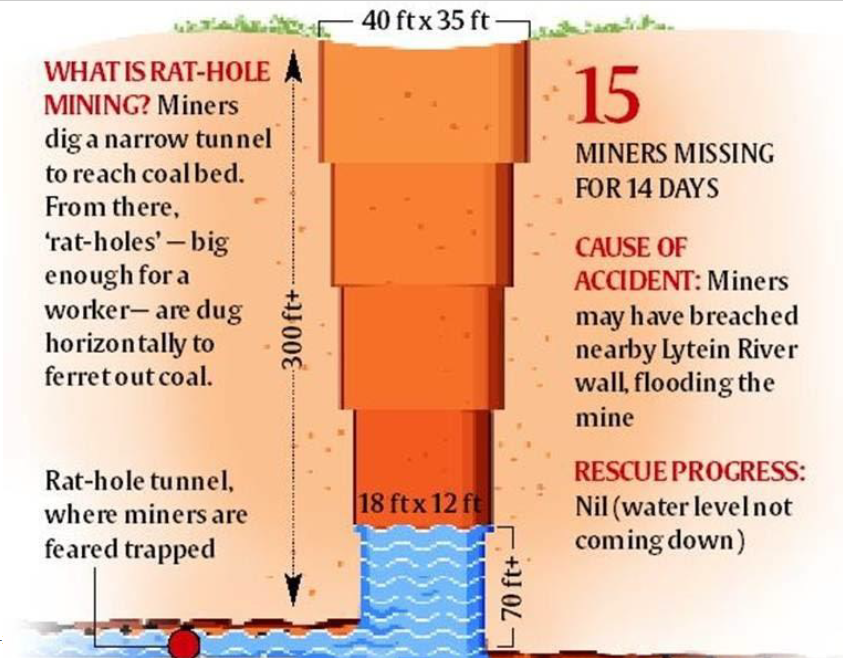 40 ft x 35 ft
WHAT IS RAT-HOLE
MINING? Miners
dig a narrow tunnel
to reach coal bed.
From there,
‘rat-holes’ — big
enough for a
worker— are dug
horizontally to
ferret out coal.
Rat-hole tunnel,
where miners are
feared trapped
300 ft+
18 ft x 12 ft
70 ft+
15
MINERS MISSING
FOR 14 DAYS
CAUSE OF
ACCIDENT: Miners
may have breached
nearby Lytein River
wall, flooding the
mine
RESCUE PROGRESS:
Nil (water level not
coming down)